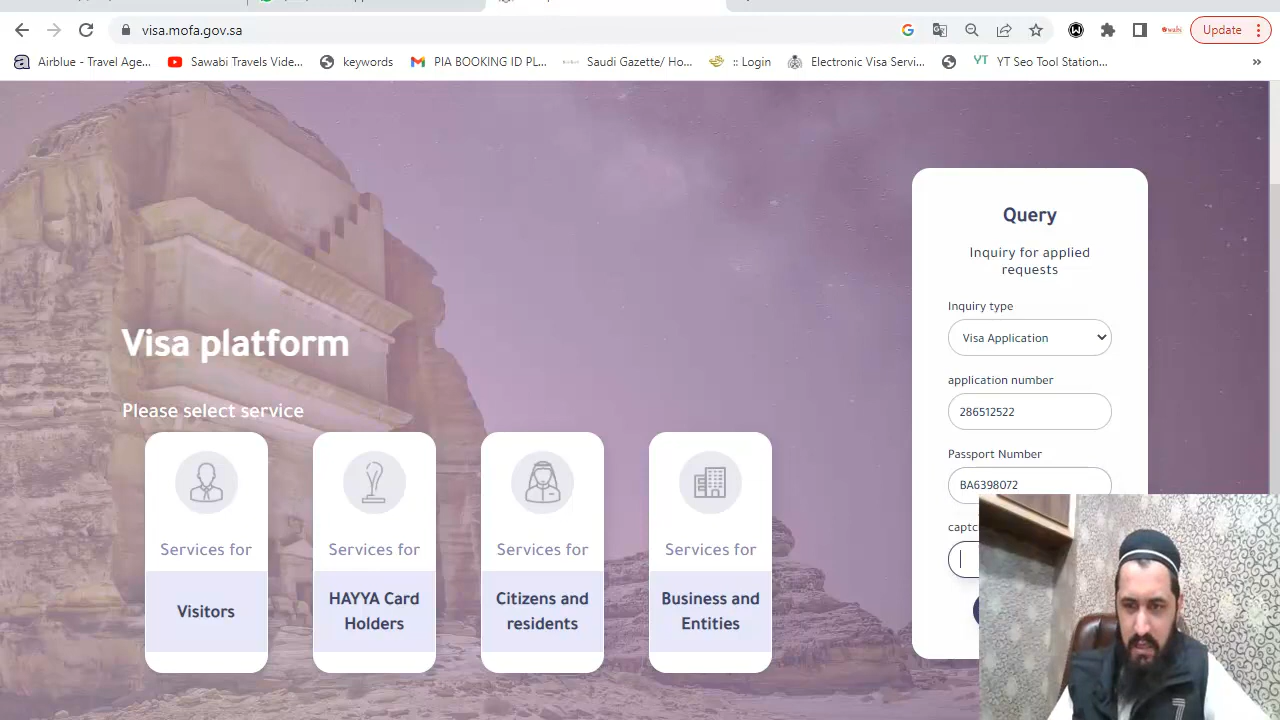 visa.mofa.gov.sa
Update
Airblue - Travel Age...
Sawabi Travels Vi's E...
keywords
PIA BOOKING ID PL...
Saudi Gazette/ Ho...
:: Login
Electronic Visa Servi...
YT
YT Seo Tool Station...
»
Query
Inquiry for applied
requests
Inquiry type
Visa Application
application number
286512522
Passport Number
BA6398072
captc
Visa platform
Please select service
Services for
Visitors
Services for
HAYYA Card
Holders
Services for
Citizens and
residents
Services for
Business and
Entities